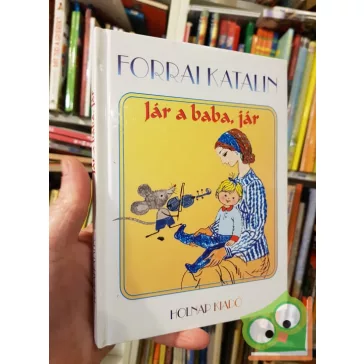 FORRAI KATALIN
Jár a baba, jár
HOLNAP KIADÓ